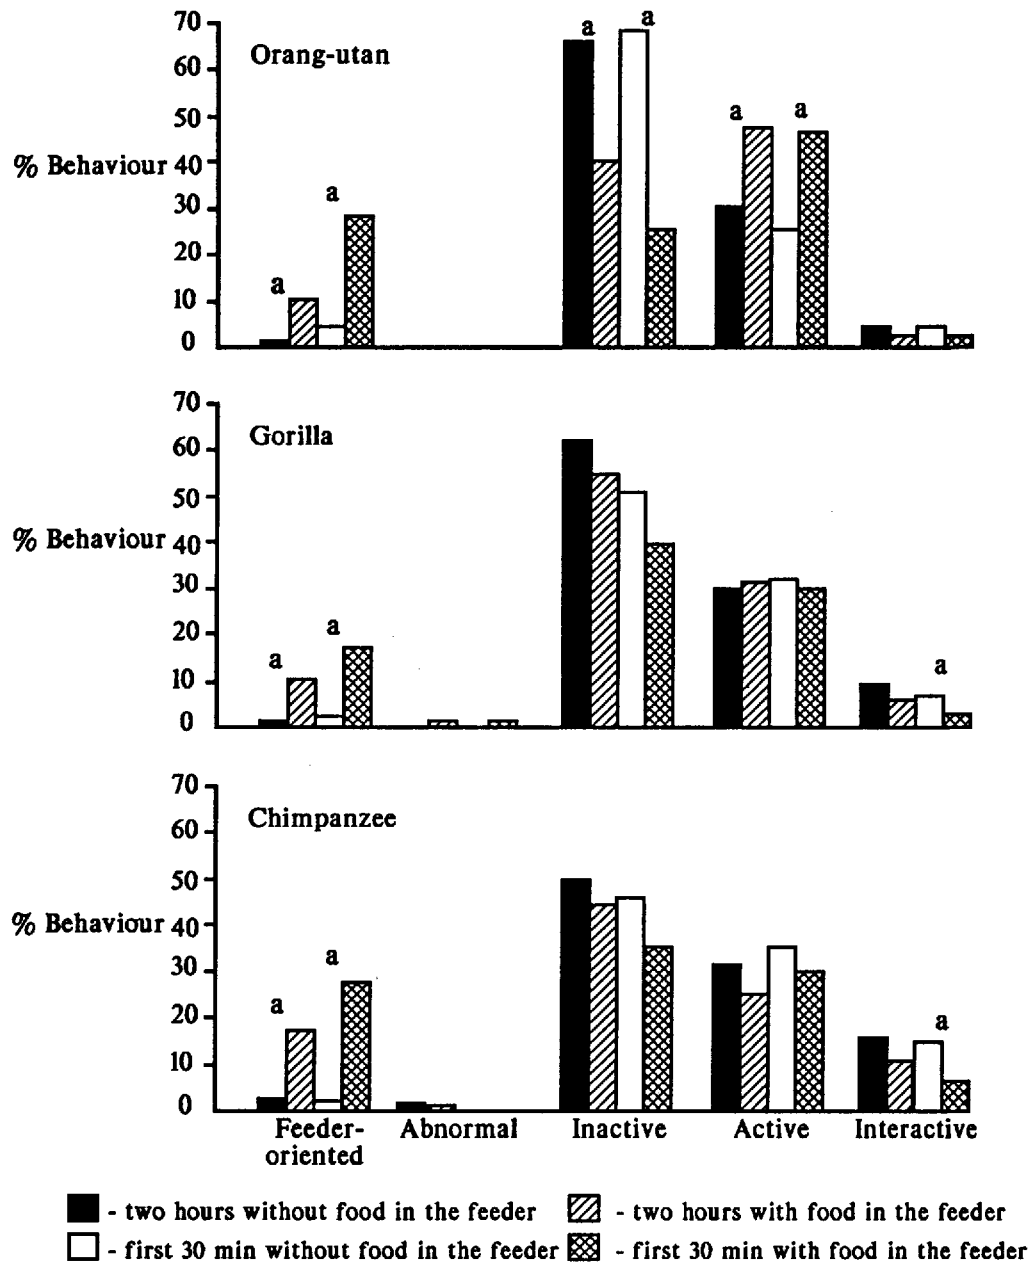 70 a a
Orang-utan
60
50 a a
% Behaviour 40
30 a
20
10 a
0
70
Gorilla
60
50
% Behaviour 40
30
20 a a a
10
0
70
Chimpanzee
60
50
% Behaviour 40
30 a
20 a a
10
0
Feeder-oriented Abnormal Inactive Active Interactive
- two hours without food in the feeder - two hours with food in the feeder
- first 30 min without food in the feeder - first 30 min with food in the feeder